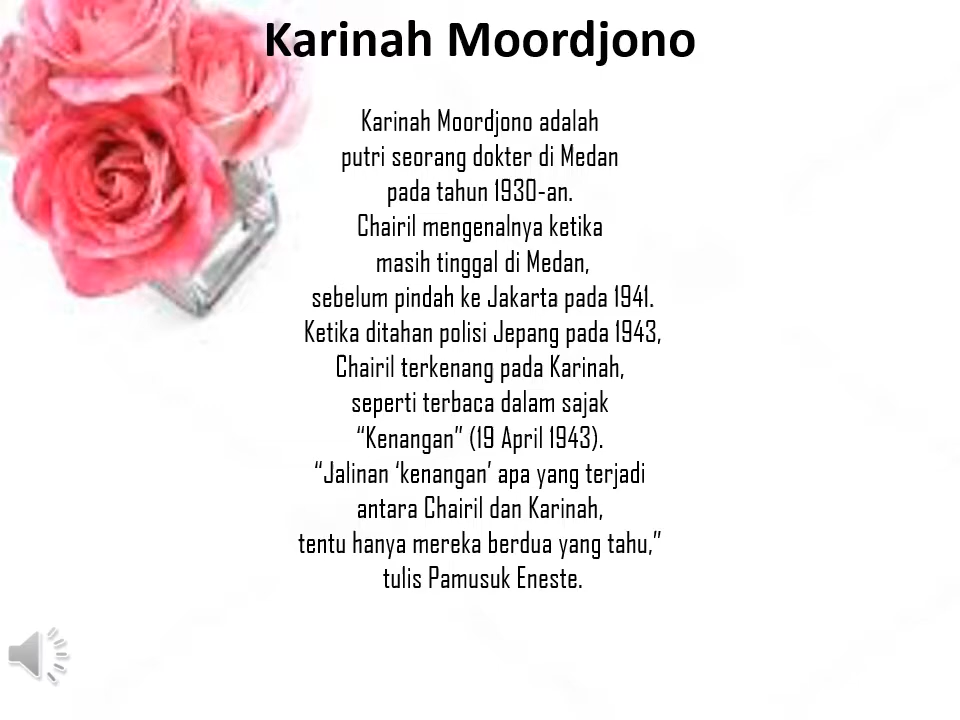 Karinah Moordjono
Karinah Moordjono adalah
putri seorang dokter di Medan
pada tahun 1930-an.
Chairil mengenalnya ketika
masih tinggal di Medan,
sebelum pindah ke Jakarta pada 1941.
Ketika ditahan polisi Jepang pada 1943,
Chairil terkenang pada Karinah,
seperti terbaca dalam sajak
“Kenangan” (19 April 1943).
“Jalinan ‘kenangan’ apa yang terjadi
antara Chairil dan Karinah,
tentu hanya mereka berdua yang tahu,”
tulis Pamusuk Eneste.